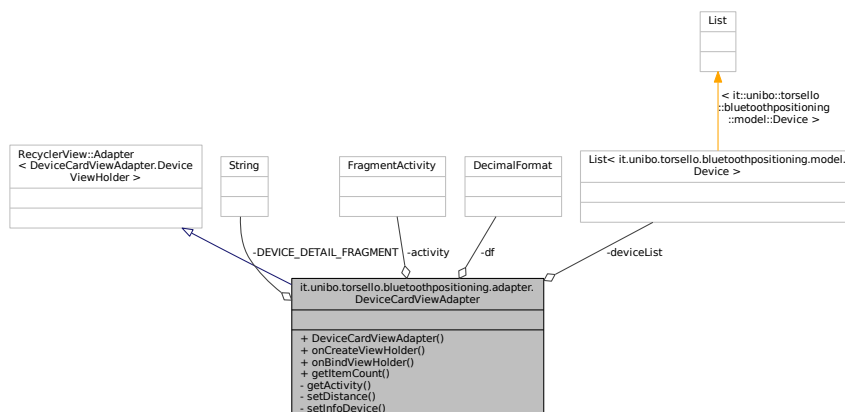 List
< it::unibo::torsello
::bluetoothpositioning
::model::Device >
RecyclerView::Adapter
< DeviceCardViewAdapter.Device
ViewHolder >
String
FragmentActivity
DecimalFormat
List< it.unibo.torsello.bluetoothpositioning.model.
Device >
-DEVICE_DETAIL_FRAGMENT
-activity
-df
-deviceList
it.unibo.torsello.bluetoothpositioning.adapter.
DeviceCardViewAdapter
+ DeviceCardViewAdapter()
+ onCreateViewHolder()
+ onBindViewHolder()
+ getItemCount()
- getActivity()
- setDistance()
- setInfoDevice()